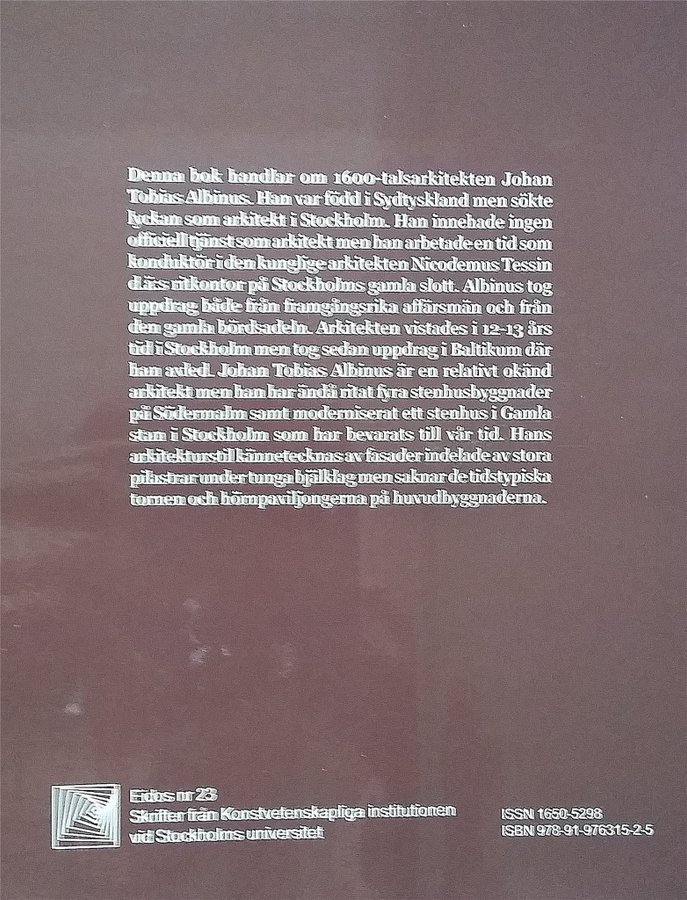 Denna bok handlar om 1600-talsarkitekten Johan
Tobias Albinus. Han var född i Sydtyskland men sökte
lyckan som arkitekt i Stockholm. Han innehade ingen
officiell tjänst som arkitekt men han arbetade en tid som
konduktör i den kunglige arkitekten Nicodemus Tessin
d.ä:s ritkontor på Stockholms gamla slott. Albinus tog
uppdrag både från framgångsrika affärsmän och från
den gamla bördsadeln. Arkitekten vistades i 12-13 års
tid i Stockholm men tog sedan uppdrag i Baltikum där
han avled. Johan Tobias Albinus är en relativt okänd
arkitekt men han har ändå ritat fyra stenhusbyggnader
på Södermalm samt moderniserat ett stenhus i Gamla
stan i Stockholm som har bevarats till vår tid. Hans
arkitekturstil kännetecknas av fasader indelade av stora
pilastrar under tunga bjälklag men saknar de tidstypiska
tornen och hörnpaviljongerna på huvudbyggnaderna.
Eidos nr 23
Skrifter från Konstvetenskapliga institutionen
vid Stockholms universitet
ISSN 1650-5298
ISBN 978-91-976315-2-5